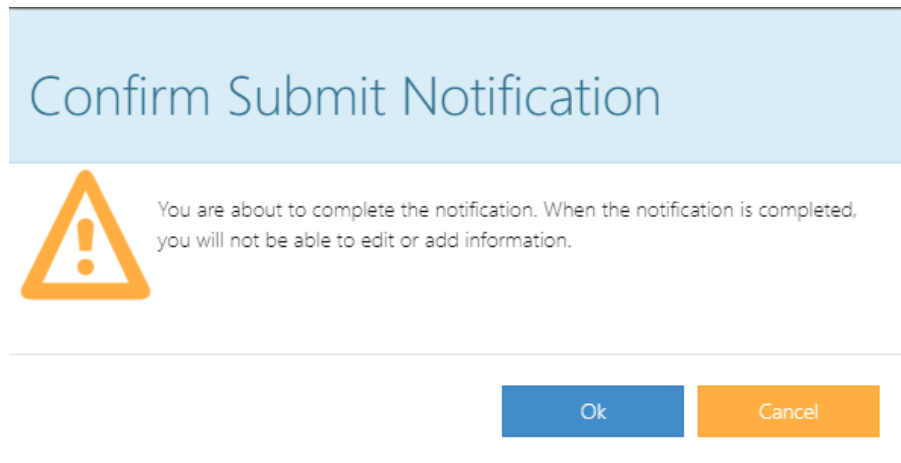 Confirm Submit Notification
You are about to complete the notification. When the notification is completed,
you will not be able to edit or add information.
Ok
Cancel